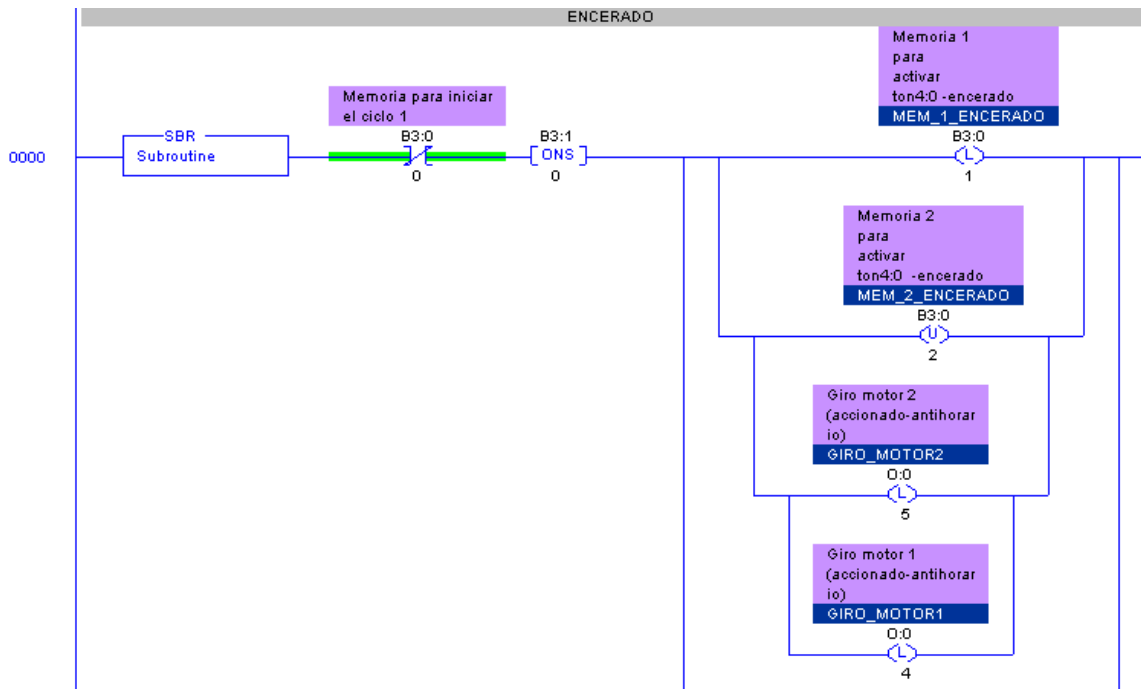 ENCERADO
Memoria 1
para
activar
ton4:0 -encerado
MEM_1_ENCERADO
Memoria para iniciar
el ciclo 1
0000
SBR
Subroutine
B3:0
0
B3:1
ONS
0
B3:0
L
1
Memoria 2
para
activar
ton4:0 -encerado
MEM_2_ENCERADO
B3:0
U
2
Giro motor 2
(accionado-antihorar
io)
GIRO_MOTOR2
O:0
L
5
Giro motor 1
(accionado-antihorar
io)
GIRO_MOTOR1
O:0
L
4